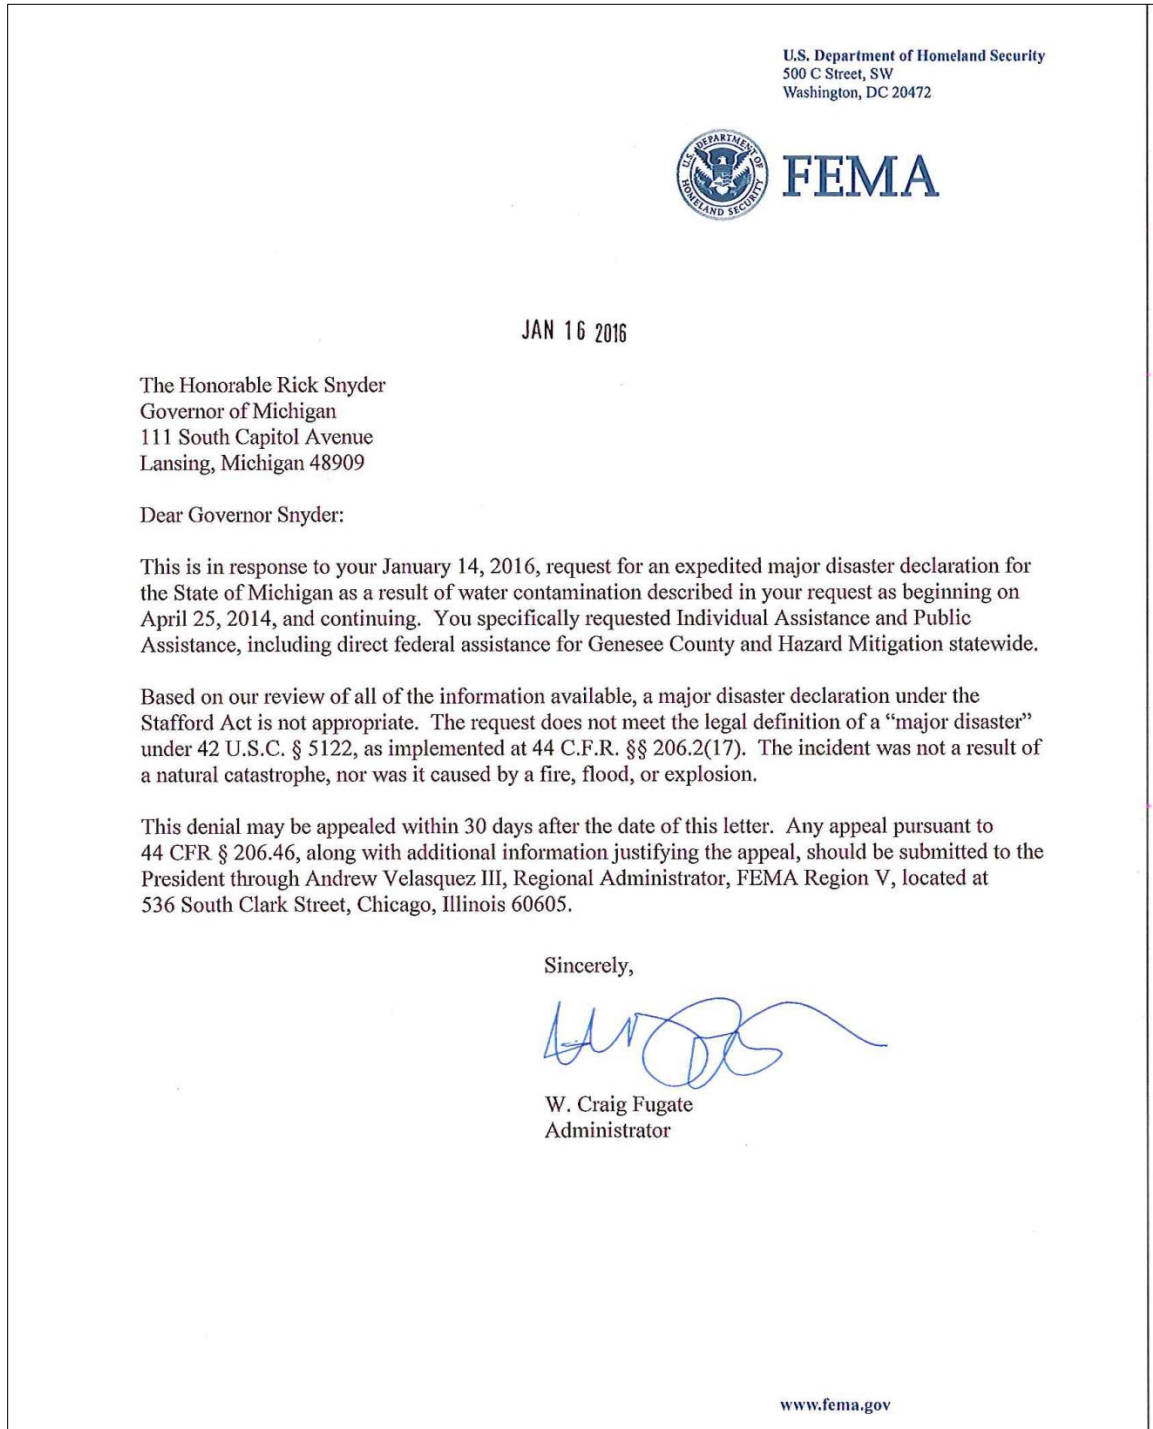 U.S. Department of Homeland Security
500 C Street, SW
Washington, DC 20472
U.S. DEPARTMENT OF HOMELAND SECURITY
FEMA
JAN 16 2016
The Honorable Rick Snyder
Governor of Michigan
111 South Capitol Avenue
Lansing, Michigan 48909
Dear Governor Snyder:
This is in response to your January 14, 2016, request for an expedited major disaster declaration for
the State of Michigan as a result of water contamination described in your request as beginning on
April 25, 2014, and continuing.  You specifically requested Individual Assistance and Public
Assistance, including direct federal assistance for Genesee County and Hazard Mitigation statewide.
Based on our review of all of the information available, a major disaster declaration under the
Stafford Act is not appropriate.  The request does not meet the legal definition of a “major disaster”
under 42 U.S.C. § 5122, as implemented at 44 C.F.R. §§ 206.2(17).  The incident was not a result of
a natural catastrophe, nor was it caused by a fire, flood, or explosion.
This denial may be appealed within 30 days after the date of this letter.  Any appeal pursuant to
44 CFR § 206.46, along with additional information justifying the appeal, should be submitted to the
President through Andrew Velasquez III, Regional Administrator, FEMA Region V, located at
536 South Clark Street, Chicago, Illinois 60605.
Sincerely,
W. Craig Fugate
Administrator
www.fema.gov